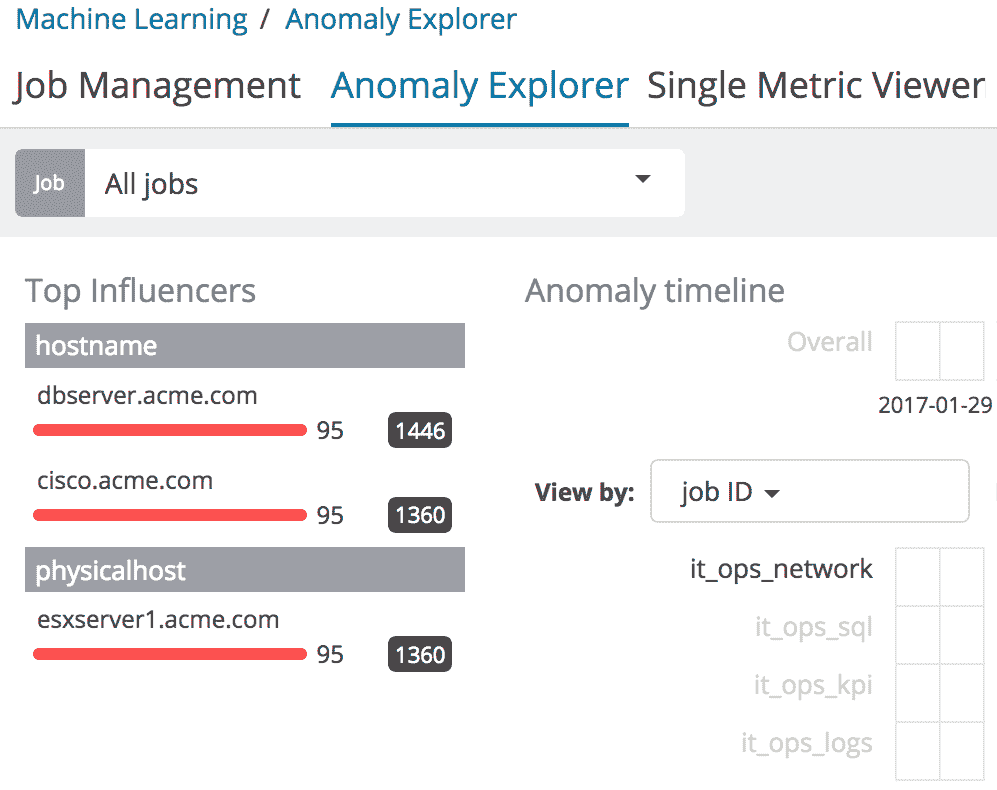 Machine Learning / Anomaly Explorer
Job Management Anomaly Explorer Single Metric Viewer
Job All jobs
Top Influencers
hostname
dbserver.acme.com
95 1446
cisco.acme.com
95 1360
physicalhost
esxserver1.acme.com
95 1360
Anomaly timeline
Overall
2017-01-29
View by: job ID
it_ops_network
it_ops_sql
it_ops_kpi
it_ops_logs